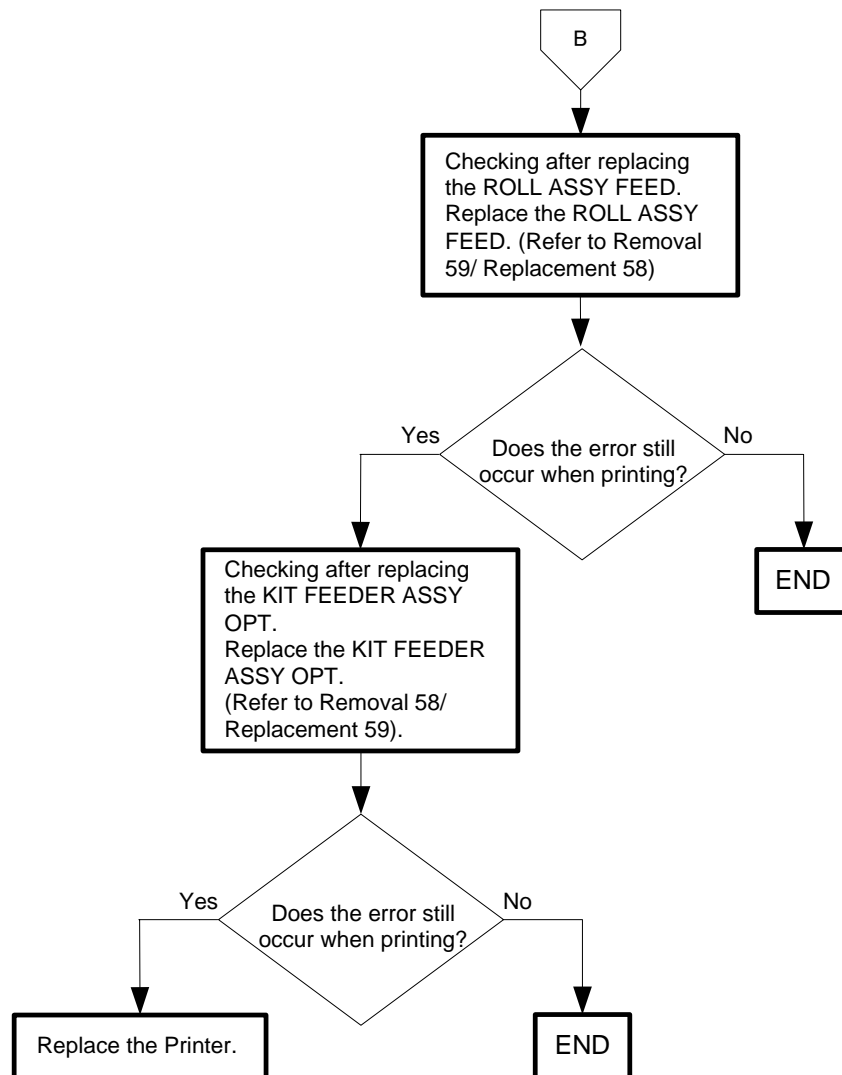 B
Checking after replacing
the ROLL ASSY FEED.
Replace the ROLL ASSY
FEED. (Refer to Removal
59/ Replacement 58)
Does the error still
occur when printing?
Yes
No
Checking after replacing
the KIT FEEDER ASSY
OPT.
Replace the KIT FEEDER
ASSY OPT.
(Refer to Removal 58/
Replacement 59).
END
Does the error still
occur when printing?
Yes
No
Replace the Printer.
END